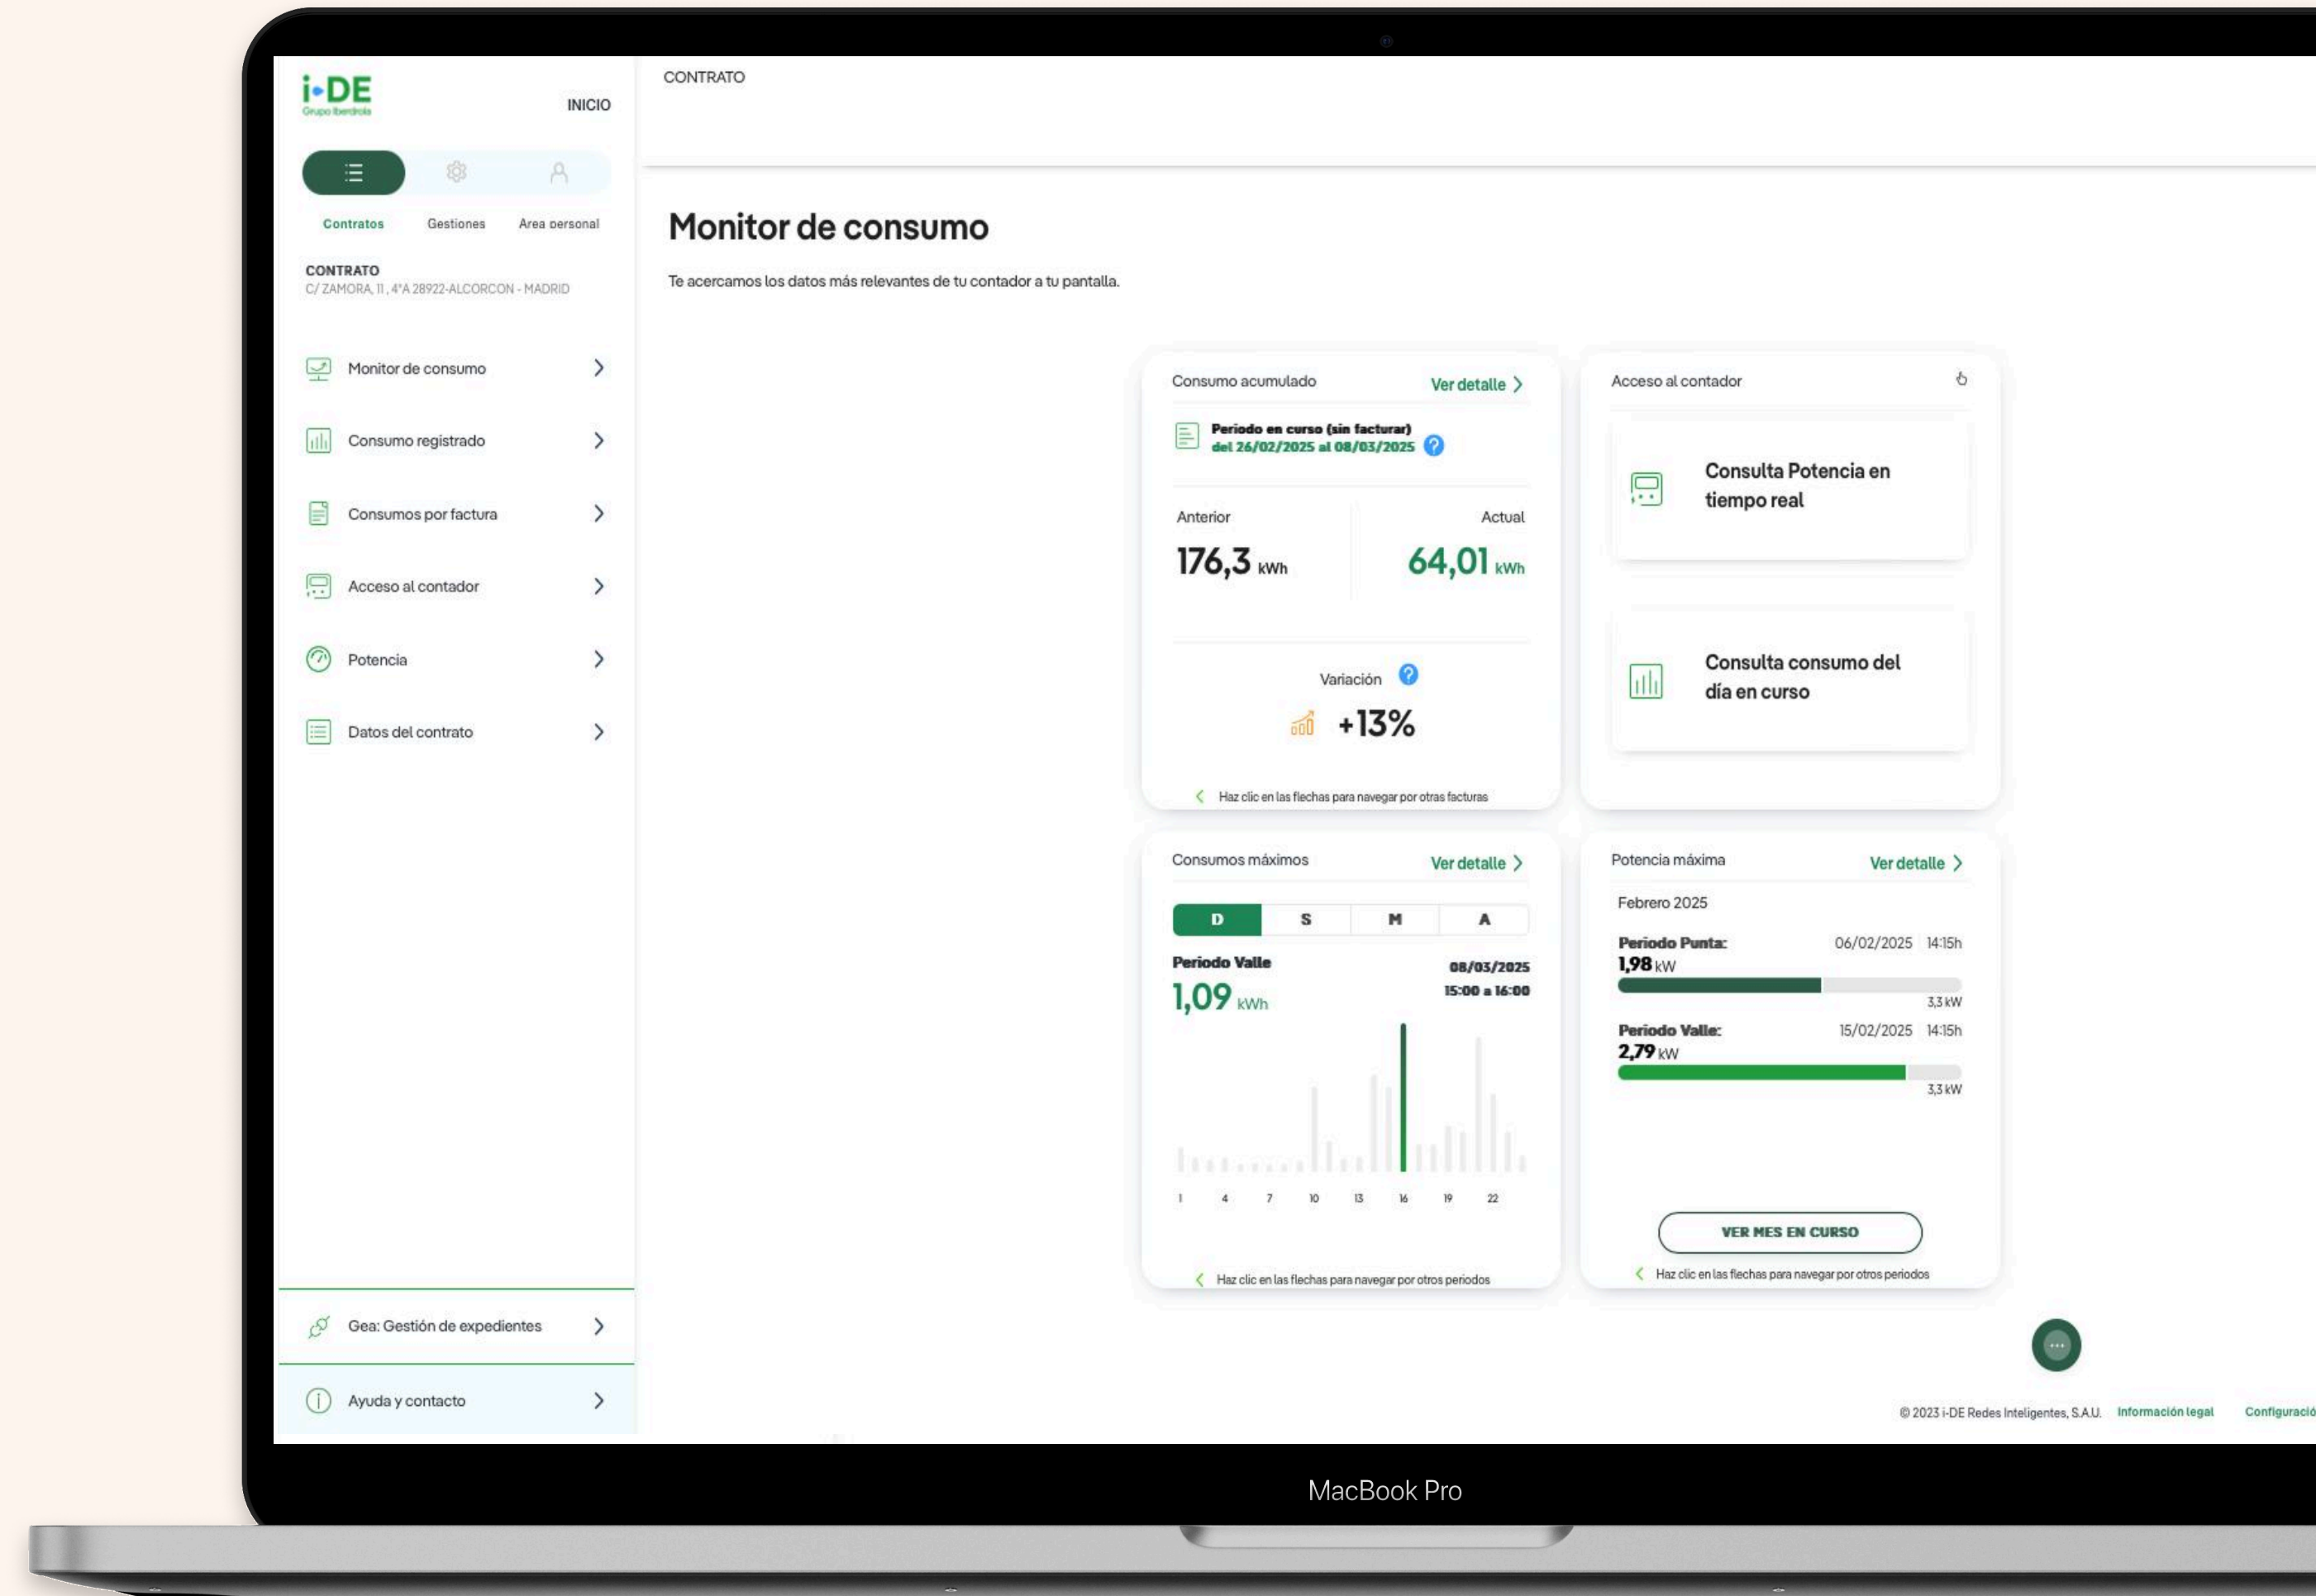 i-DE
Grupo Iberdrola
INICIO
Contratos
Gestiones
Area personal
CONTRATO
C/ ZAMORA, 11 , 4ºA 28922-ALCORCON - MADRID
Monitor de consumo
Consumo registrado
Consumos por factura
Acceso al contador
Potencia
Datos del contrato
Gea: Gestión de expedientes
Ayuda y contacto
CONTRATO
Monitor de consumo
Te acercamos los datos más relevantes de tu contador a tu pantalla.
Consumo acumulado
Ver detalle
Periodo en curso (sin facturar)
del 26/02/2025 al 08/03/2025 ?
Anterior
Actual
176,3 kWh
64,01 kWh
Variación ?
+13%
Haz clic en las flechas para navegar por otras facturas
Acceso al contador
Consulta Potencia en
tiempo real
Consulta consumo del
día en curso
Consumos máximos
Ver detalle
D S M A
Periodo Valle
08/03/2025
1,09 kWh
15:00 a 16:00
1 4 7 10 13 16 19 22
Haz clic en las flechas para navegar por otros periodos
Potencia máxima
Ver detalle
Febrero 2025
Periodo Punta:
06/02/2025 14:15h
1,98 kW
3,3 kW
Periodo Valle:
15/02/2025 14:15h
2,79 kW
3,3 kW
VER MES EN CURSO
Haz clic en las flechas para navegar por otros periodos
© 2023 i-DE Redes Inteligentes, S.A.U. Información legal Configuració
MacBook Pro